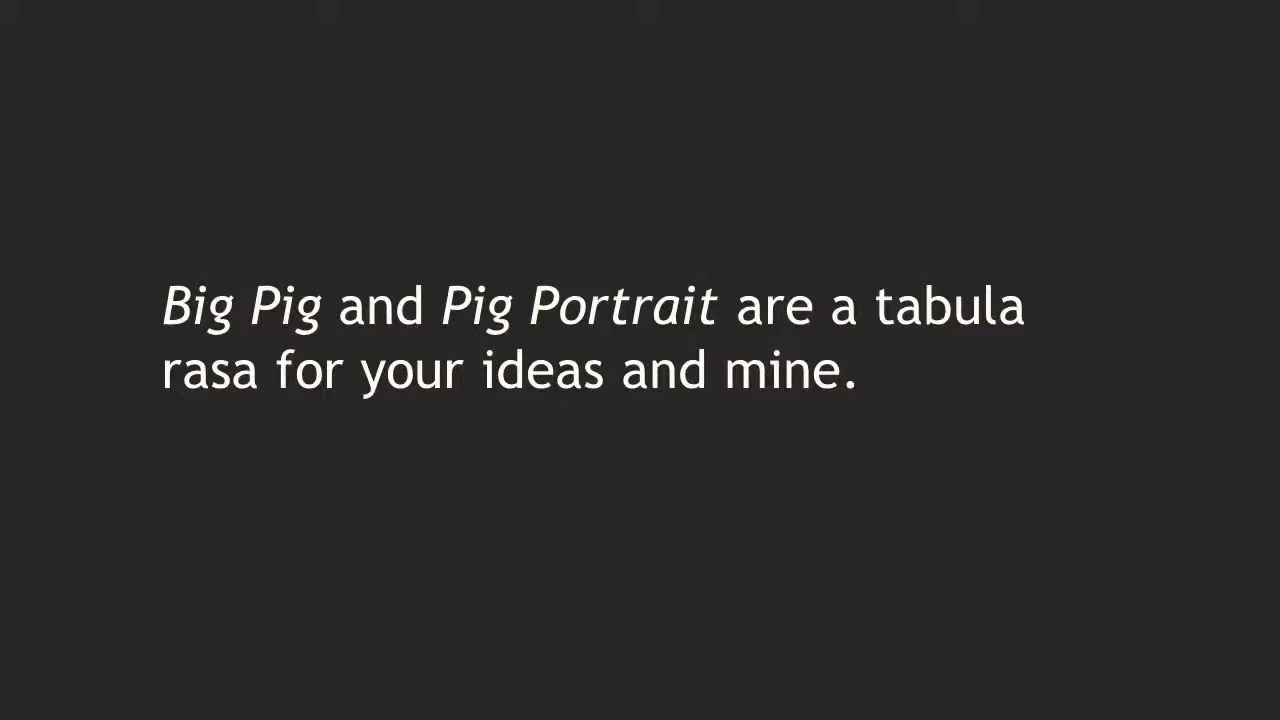 Big Pig and Pig Portrait are a tabula
rasa for your ideas and mine.